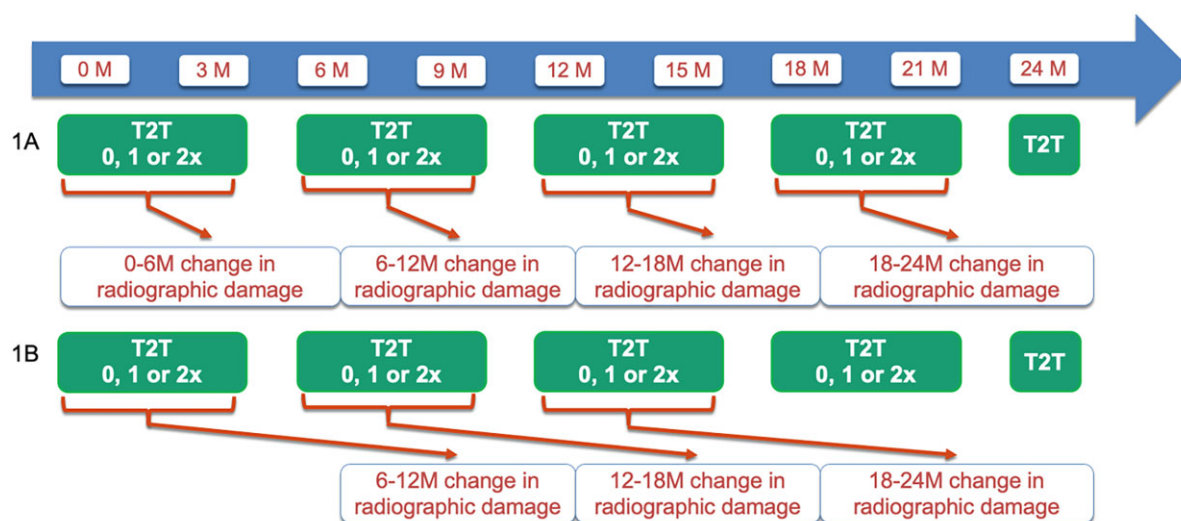 0 M 3 M 6 M 9 M 12 M 15 M 18 M 21 M 24 M
1A
T2T
0, 1 or 2x
T2T
0, 1 or 2x
T2T
0, 1 or 2x
T2T
0, 1 or 2x
T2T
0-6M change in
radiographic damage
6-12M change in
radiographic damage
12-18M change in
radiographic damage
18-24M change in
radiographic damage
1B
T2T
0, 1 or 2x
T2T
0, 1 or 2x
T2T
0, 1 or 2x
T2T
0, 1 or 2x
T2T
6-12M change in
radiographic damage
12-18M change in
radiographic damage
18-24M change in
radiographic damage